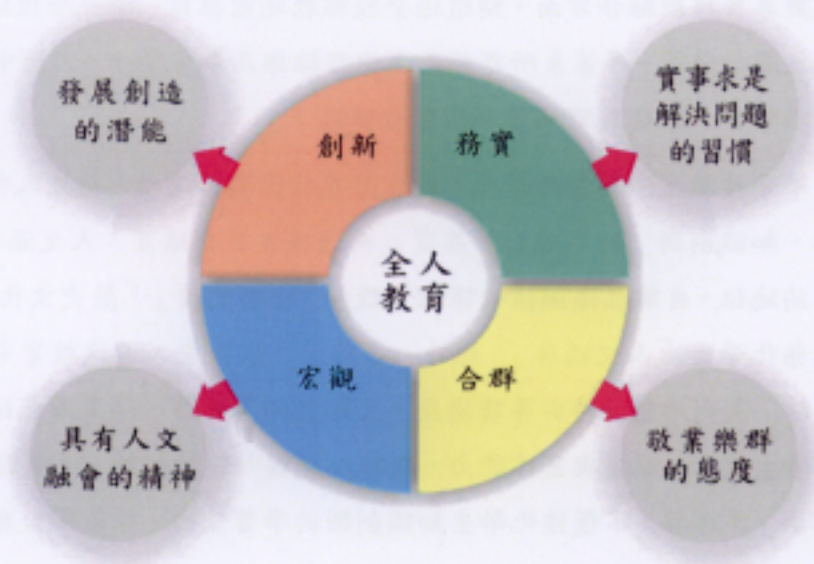 發展創造
的潛能
實事求是
解決問題
的習慣
創新
務實
全人
教育
宏觀
合群
具有人文
融會的精神
敬業樂群
的態度